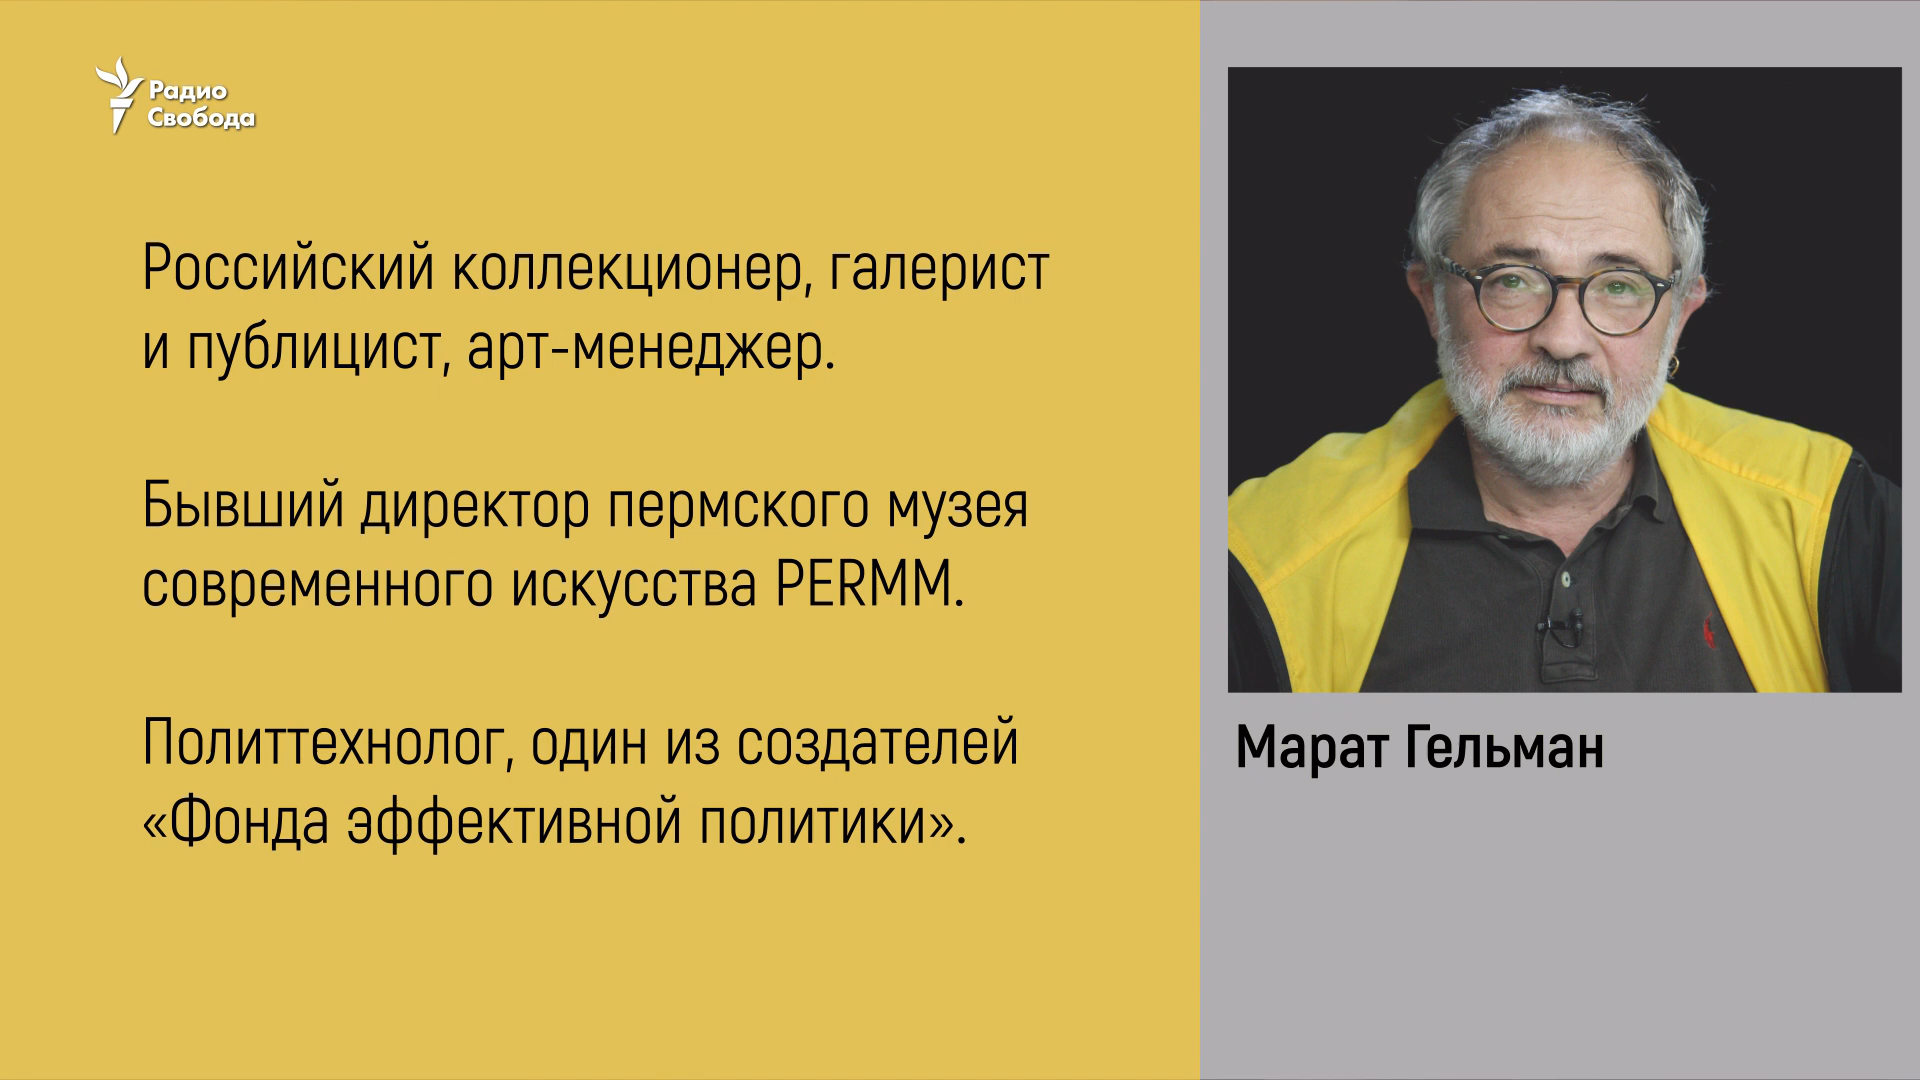 Радио
Свобода
Российский коллекционер, галерист
и публицист, арт-менеджер.
Бывший директор пермского музея
современного искусства PERMM.
Политтехнолог, один из создателей
«Фонда эффективной политики».
Марат Гельман